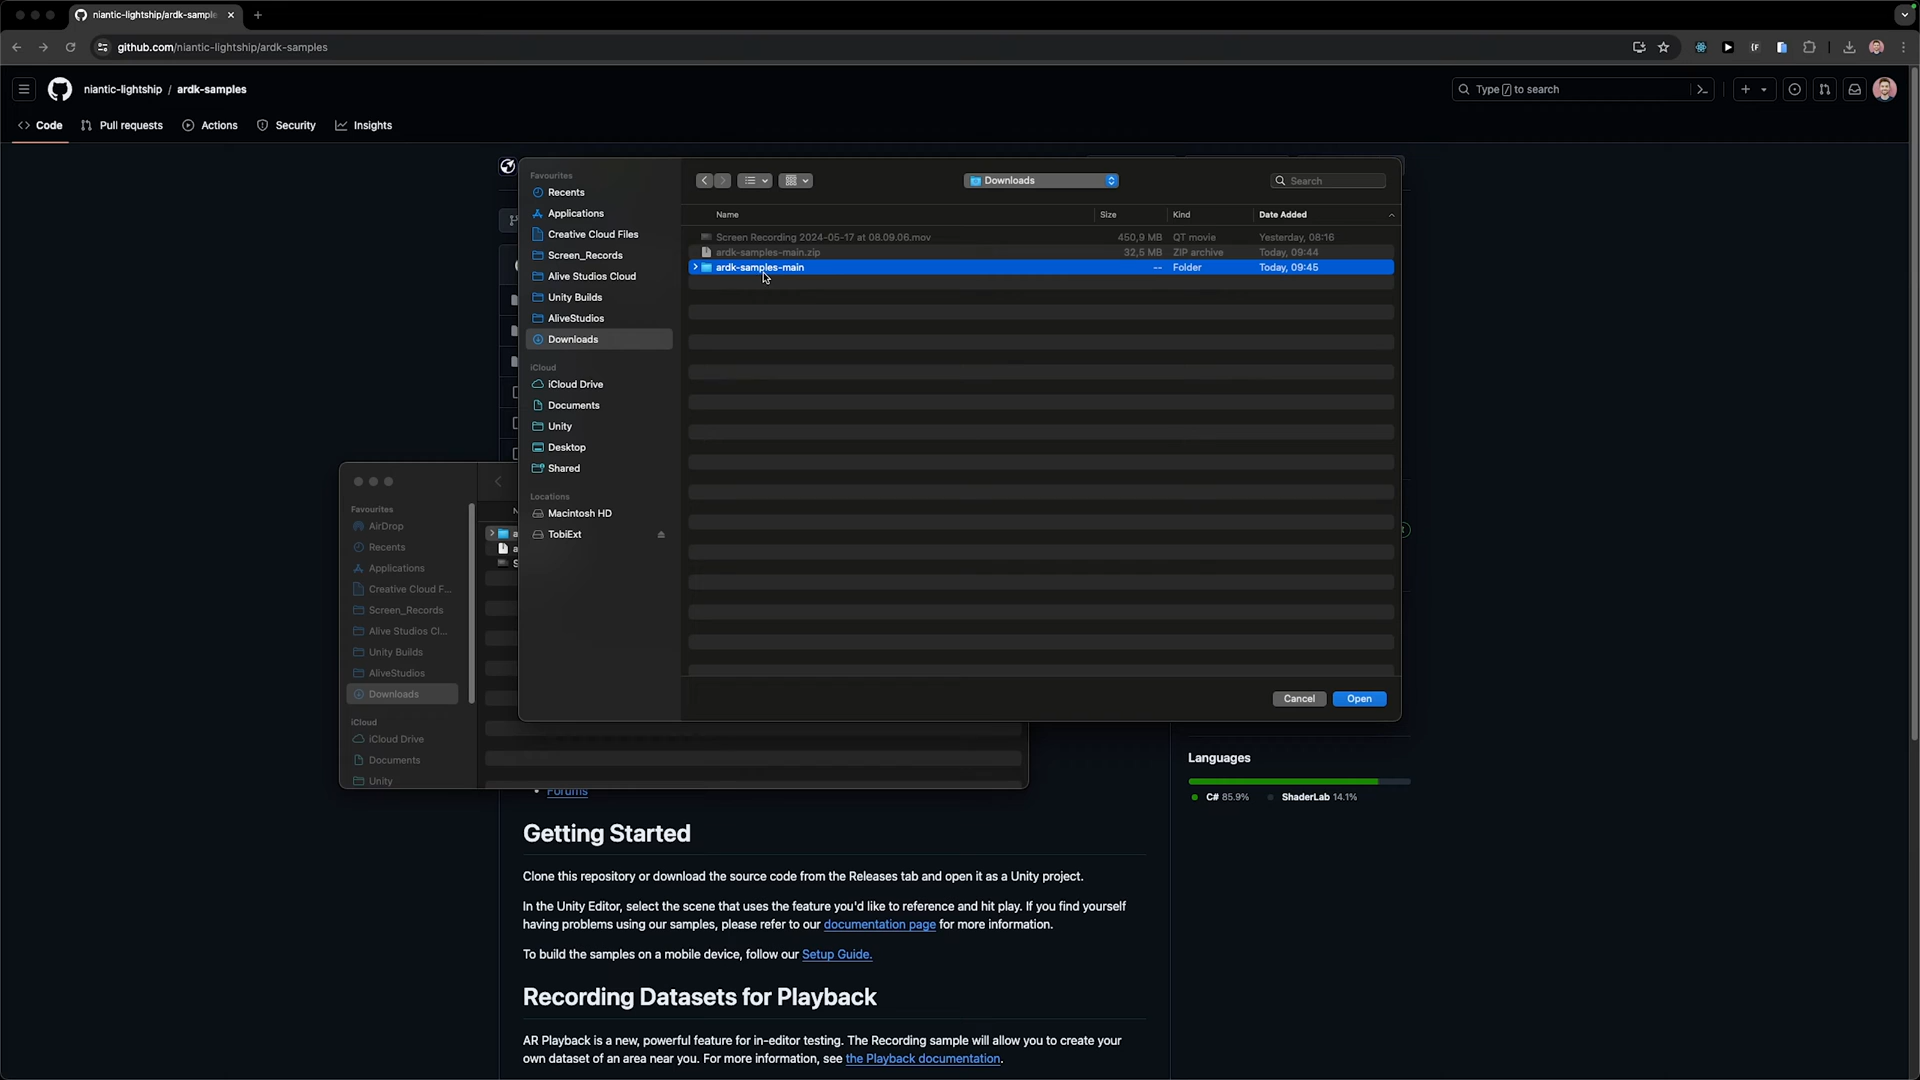 niantic-lightship/ardk-sample
github.com/niantic-lightship/ardk-samples
niantic-lightship / ardk-samples
Type / to search
Code
Pull requests
Actions
Security
Insights
Favourites
Recents
Applications
Creative Cloud Files
Screen_Records
Alive Studios Cloud
Unity Builds
AliveStudios
Downloads
iCloud
iCloud Drive
Documents
Unity
Desktop
Shared
Locations
Macintosh HD
TobiExt
Downloads
Search
Name Size Kind Date Added
Screen Recording 2024-05-17 at 08.09.06.mov 450,9 MB QT movie Yesterday, 08:16
ardk-samples-main.zip 32,5 MB ZIP archive Today, 09:44
ardk-samples-main -- Folder Today, 09:45
Cancel Open
Favourites
AirDrop
Recents
Applications
Creative Cloud F...
Screen_Records
Alive Studios Cl...
Unity Builds
AliveStudios
Downloads
iCloud
iCloud Drive
Documents
Unity
Forums
Getting Started
Clone this repository or download the source code from the Releases tab and open it as a Unity project.
In the Unity Editor, select the scene that uses the feature you'd like to reference and hit play. If you find yourself
having problems using our samples, please refer to our documentation page for more information.
To build the samples on a mobile device, follow our Setup Guide.
Recording Datasets for Playback
AR Playback is a new, powerful feature for in-editor testing. The Recording sample will allow you to create your
own dataset of an area near you. For more information, see the Playback documentation.
Languages
C# 85.9% ShaderLab 14.1%